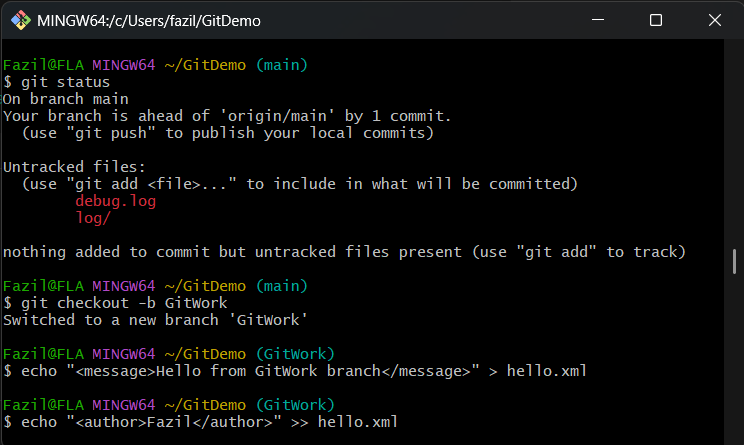 MINGW64:/c/Users/fazil/GitDemo
Fazil@FLA MINGW64 ~/GitDemo (main)
$ git status
On branch main
Your branch is ahead of 'origin/main' by 1 commit.
  (use "git push" to publish your local commits)
Untracked files:
  (use "git add <file>..." to include in what will be committed)
        debug.log
        log/
nothing added to commit but untracked files present (use "git add" to track)
Fazil@FLA MINGW64 ~/GitDemo (main)
$ git checkout -b GitWork
Switched to a new branch 'GitWork'
Fazil@FLA MINGW64 ~/GitDemo (GitWork)
$ echo "<message>Hello from GitWork branch</message>" > hello.xml
Fazil@FLA MINGW64 ~/GitDemo (GitWork)
$ echo "<author>Fazil</author>" >> hello.xml